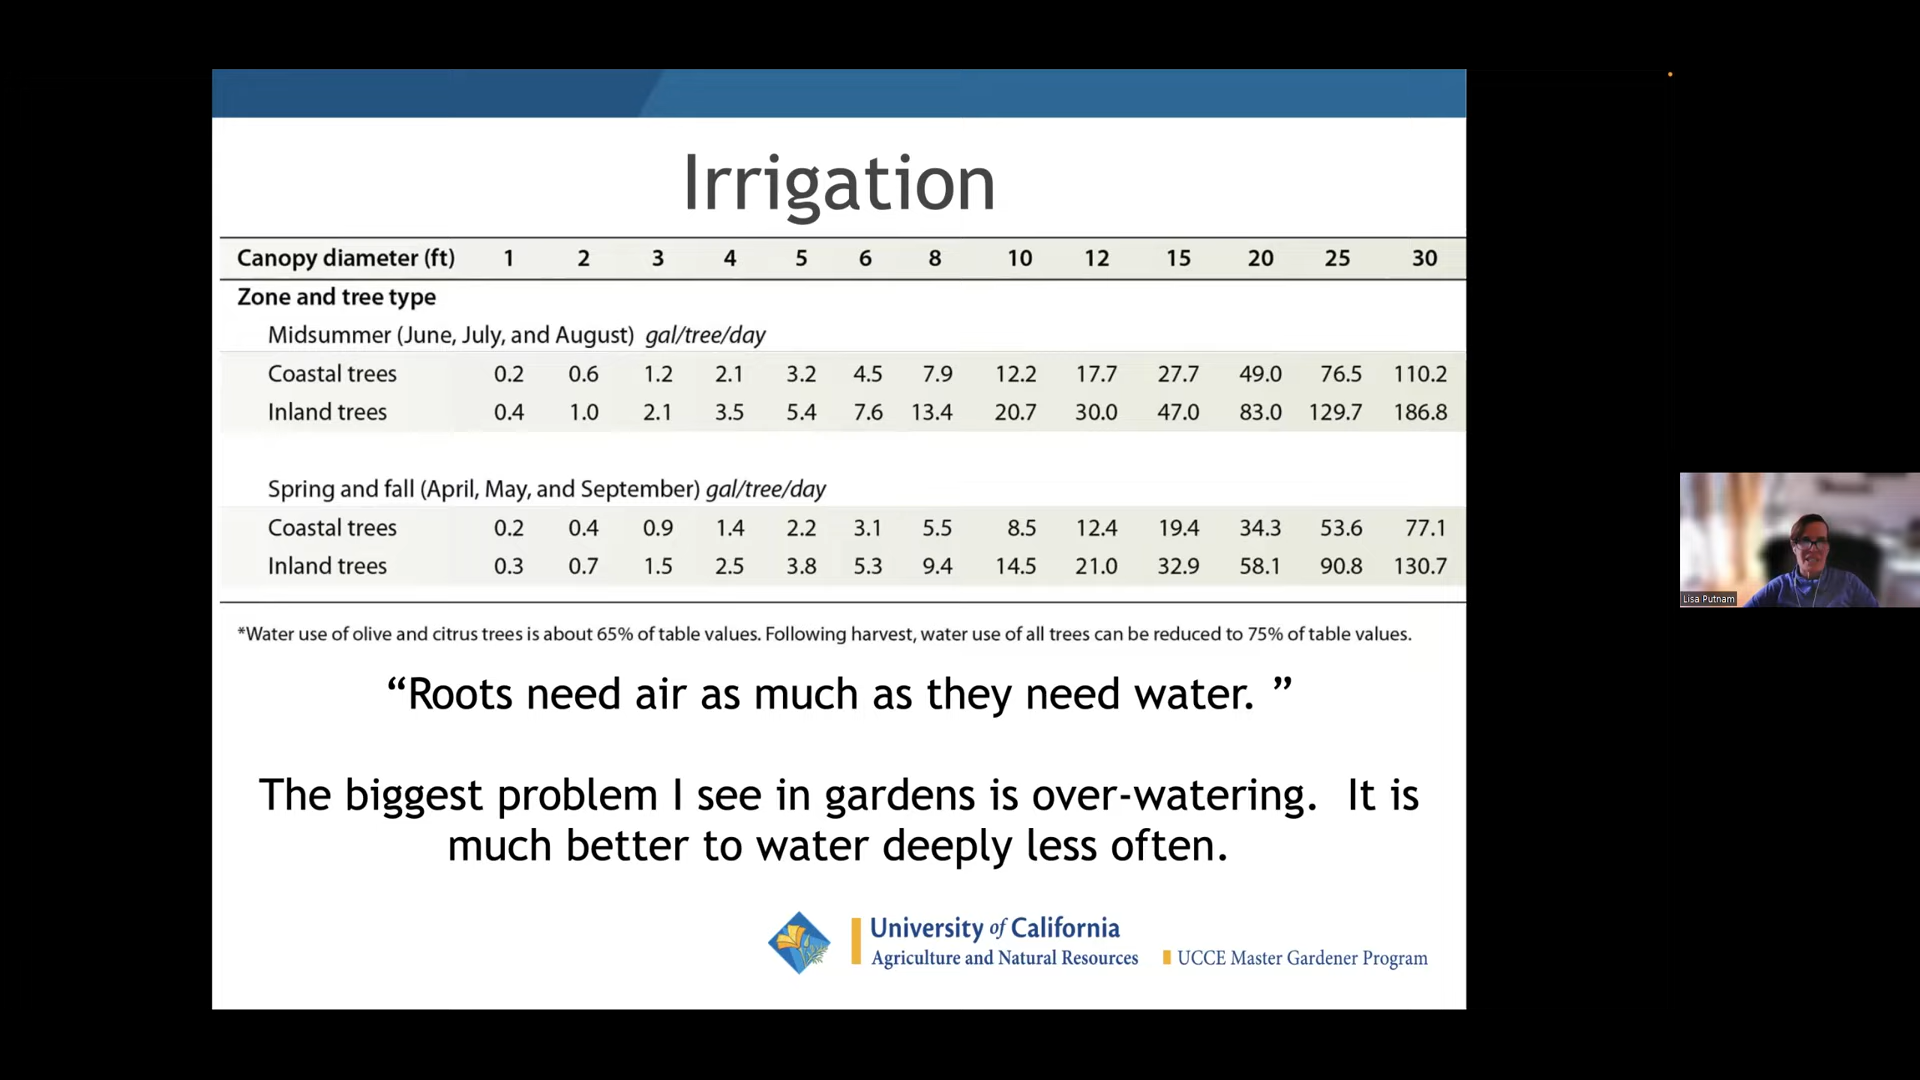 Irrigation
Canopy diameter (ft) 1 2 3 4 5 6 8 10 12 15 20 25 30
Zone and tree type
Midsummer (June, July, and August) gal/tree/day
Coastal trees 0.2 0.6 1.2 2.1 3.2 4.5 7.9 12.2 17.7 27.7 49.0 76.5 110.2
Inland trees 0.4 1.0 2.1 3.5 5.4 7.6 13.4 20.7 30.0 47.0 83.0 129.7 186.8
Spring and fall (April, May, and September) gal/tree/day
Coastal trees 0.2 0.4 0.9 1.4 2.2 3.1 5.5 8.5 12.4 19.4 34.3 53.6 77.1
Inland trees 0.3 0.7 1.5 2.5 3.8 5.3 9.4 14.5 21.0 32.9 58.1 90.8 130.7
*Water use of olive and citrus trees is about 65% of table values. Following harvest, water use of all trees can be reduced to 75% of table values.
“Roots need air as much as they need water. ”
The biggest problem I see in gardens is over-watering. It is
much better to water deeply less often.
University of California
Agriculture and Natural Resources UCCE Master Gardener Program
Lisa Putnam